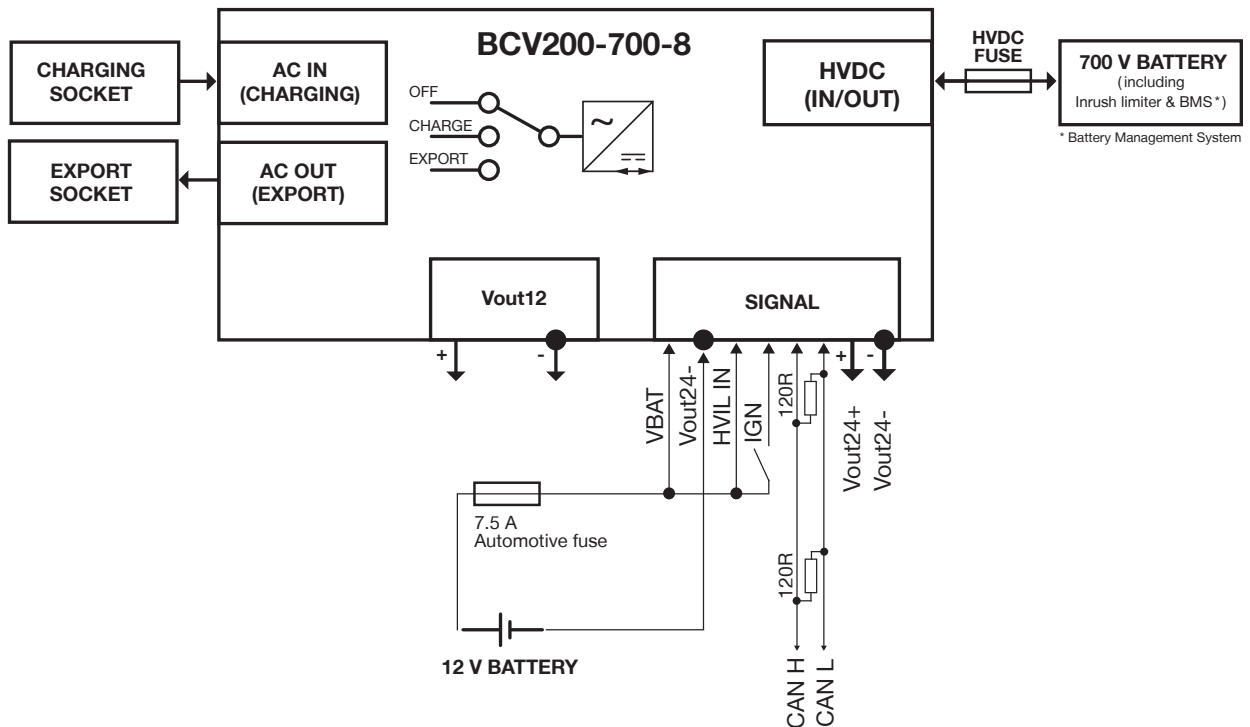 BCV200-700-8
CHARGING
SOCKET
AC IN
(CHARGING)
EXPORT
SOCKET
AC OUT
(EXPORT)
OFF
CHARGE
EXPORT
~
HVDC
(IN/OUT)
HVDC
FUSE
700 V BATTERY
(including
Inrush limiter & BMS*)
* Battery Management System
Vout12
SIGNAL
+
-
+
-
VBAT
Vout24-
HVIL IN
IGN
120R
Vout24+
Vout24-
7.5 A
Automotive fuse
120R
12 V BATTERY
CAN H
CAN L